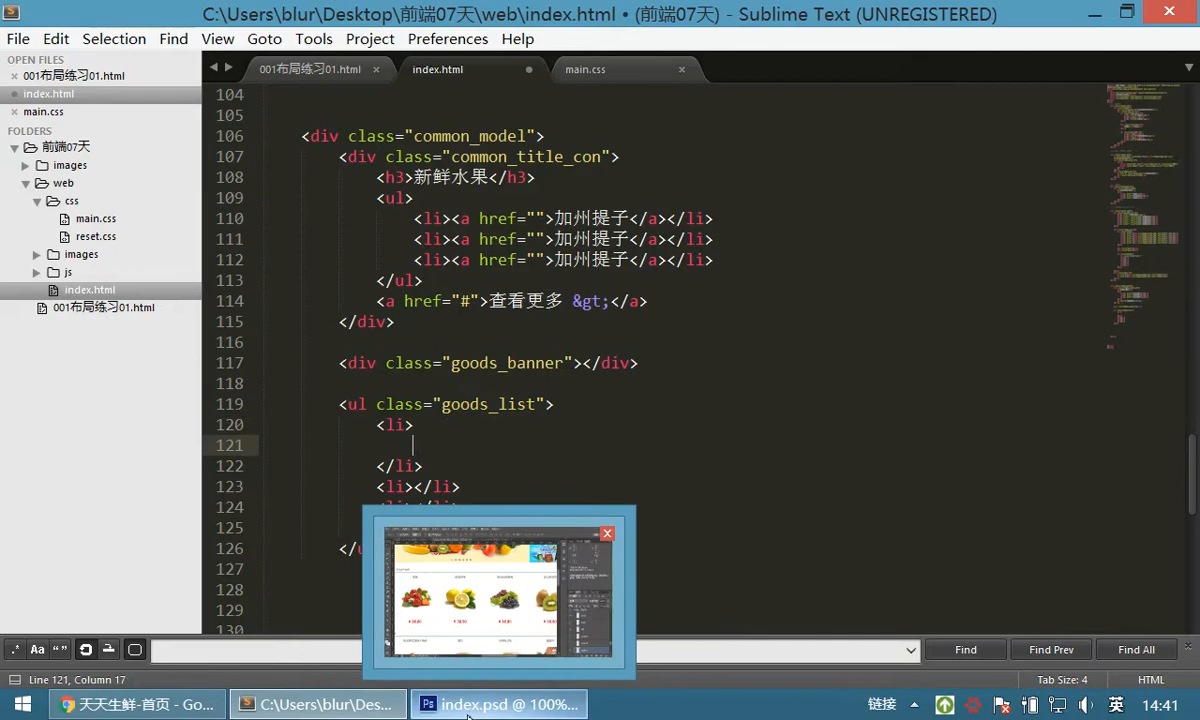 C:\Users\blur\Desktop\前端07天\web\index.html • (前端07天) - Sublime Text (UNREGISTERED)
File Edit Selection Find View Goto Tools Project Preferences Help
OPEN FILES
001布局练习01.html
index.html
main.css
FOLDERS
前端07天
images
web
css
main.css
reset.css
images
js
index.html
001布局练习01.html
001布局练习01.html index.html main.css
104
105
106 <div class="common_model">
107 <div class="common_title_con">
108 <h3>新鲜水果</h3>
109 <ul>
110 <li><a href="">加州提子</a></li>
111 <li><a href="">加州提子</a></li>
112 <li><a href="">加州提子</a></li>
113 </ul>
114 <a href="#">查看更多 &gt;</a>
115 </div>
116
117 <div class="goods_banner"></div>
118
119 <ul class="goods_list">
120 <li>
121
122 </li>
123 <li></li>
124
125
126
127
128
129
130
.* Aa “ ” Find Find Prev Find All
Line 121, Column 17 Tab Size: 4 HTML
天天生鲜-首页 - Go... C:\Users\blur\Des... Ps index.psd @ 100%... 链接 英 14:41